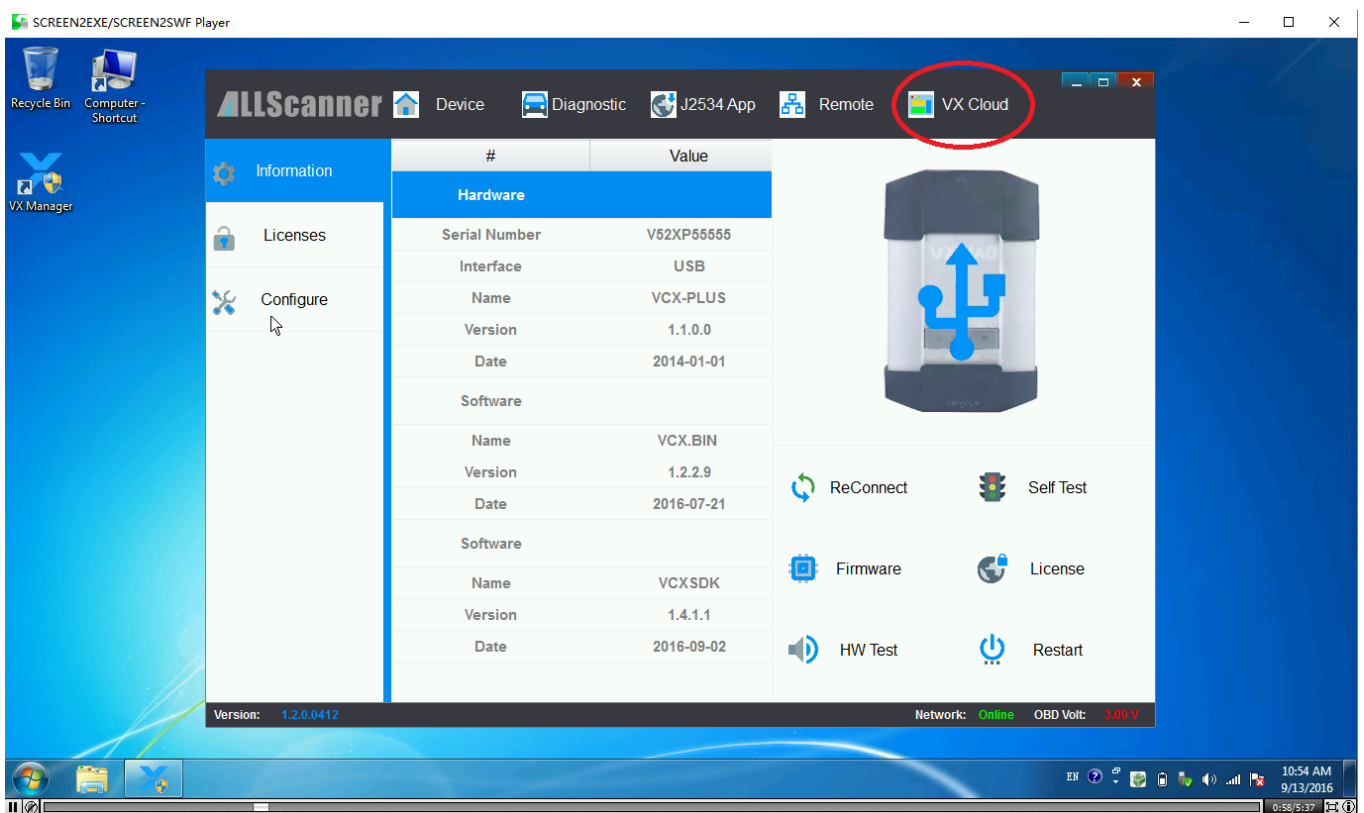 SCREEN2EXE/SCREEN2SWF Player
Recycle Bin
Computer - Shortcut
VX Manager
ALLScanner
Device
Diagnostic
J2534 App
Remote
VX Cloud
Information
Licenses
Configure
# Value
Hardware
Serial Number V52XP55555
Interface USB
Name VCX-PLUS
Version 1.1.0.0
Date 2014-01-01
Software
Name VCX.BIN
Version 1.2.2.9
Date 2016-07-21
Software
Name VCXSDK
Version 1.4.1.1
Date 2016-09-02
ReConnect
Self Test
Firmware
License
HW Test
Restart
Version: 1.2.0.0412
Network: Online OBD Volt: 3.09 V
EN
10:54 AM
9/13/2016
0:58/5:37